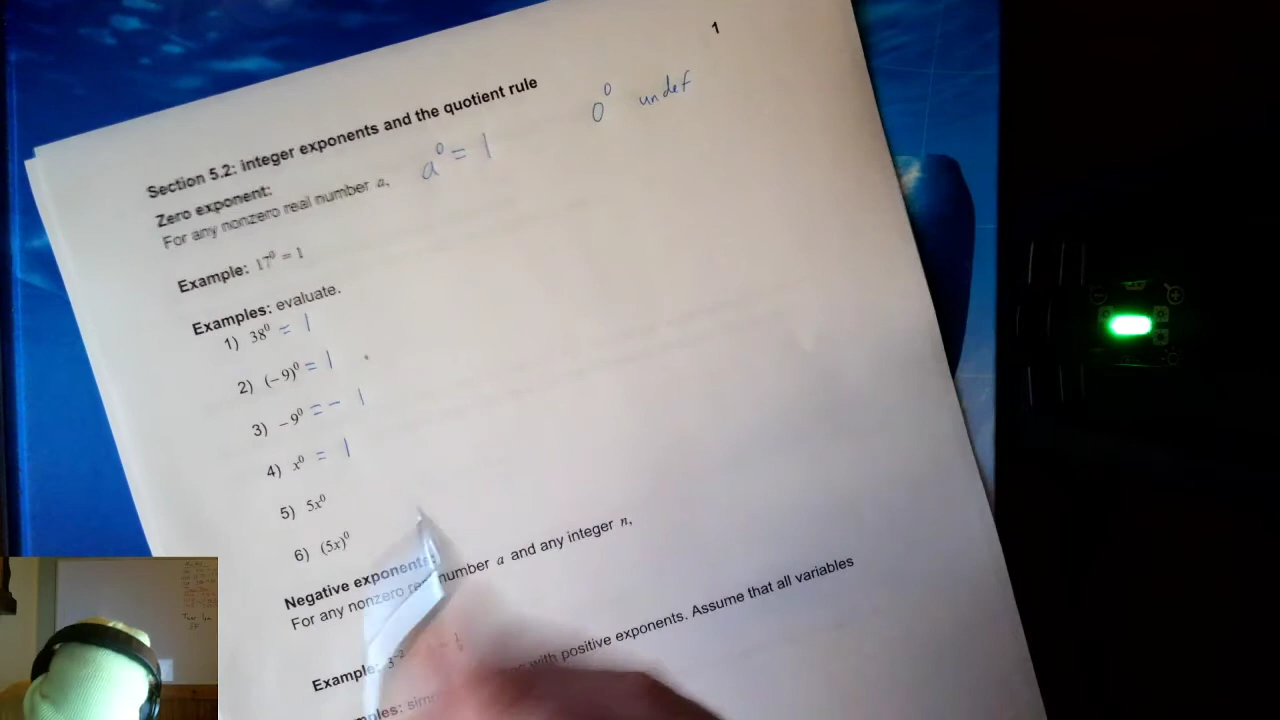 1
Section 5.2: integer exponents and the quotient rule
0⁰ undef
Zero exponent:
For any nonzero real number a, a⁰ = 1
Example: 17⁰ = 1
Examples: evaluate.
1) 38⁰ = 1
2) (−9)⁰ = 1
3) −9⁰ = − 1
4) x⁰ = 1
5) 5x⁰
6) (5x)⁰
Negative exponents:
For any nonzero real number a and any integer n,
Example: 3⁻²
with positive exponents. Assume that all variables